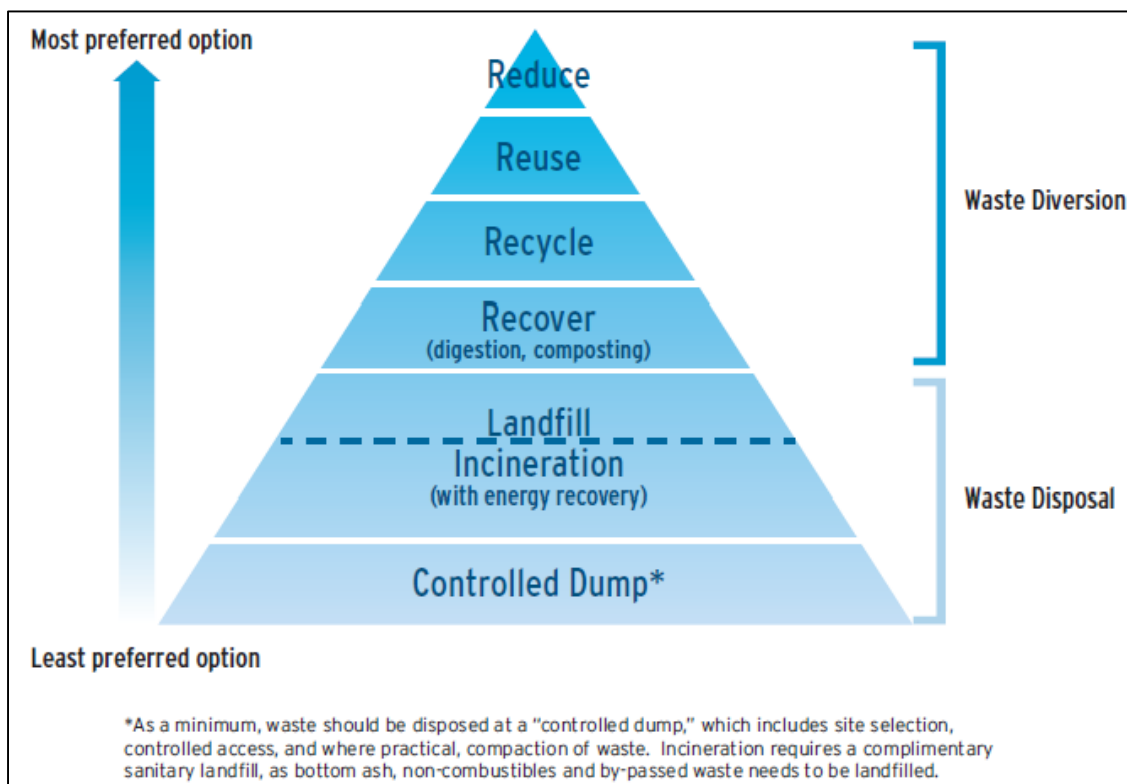 Most preferred option
Reduce
Reuse
Recycle
Recover
(digestion, composting)
Landfill
Incineration
(with energy recovery)
Controlled Dump*
Waste Diversion
Waste Disposal
Least preferred option
*As a minimum, waste should be disposed at a “controlled dump,” which includes site selection,
controlled access, and where practical, compaction of waste.  Incineration requires a complimentary
sanitary landfill, as bottom ash, non-combustibles and by-passed waste needs to be landfilled.